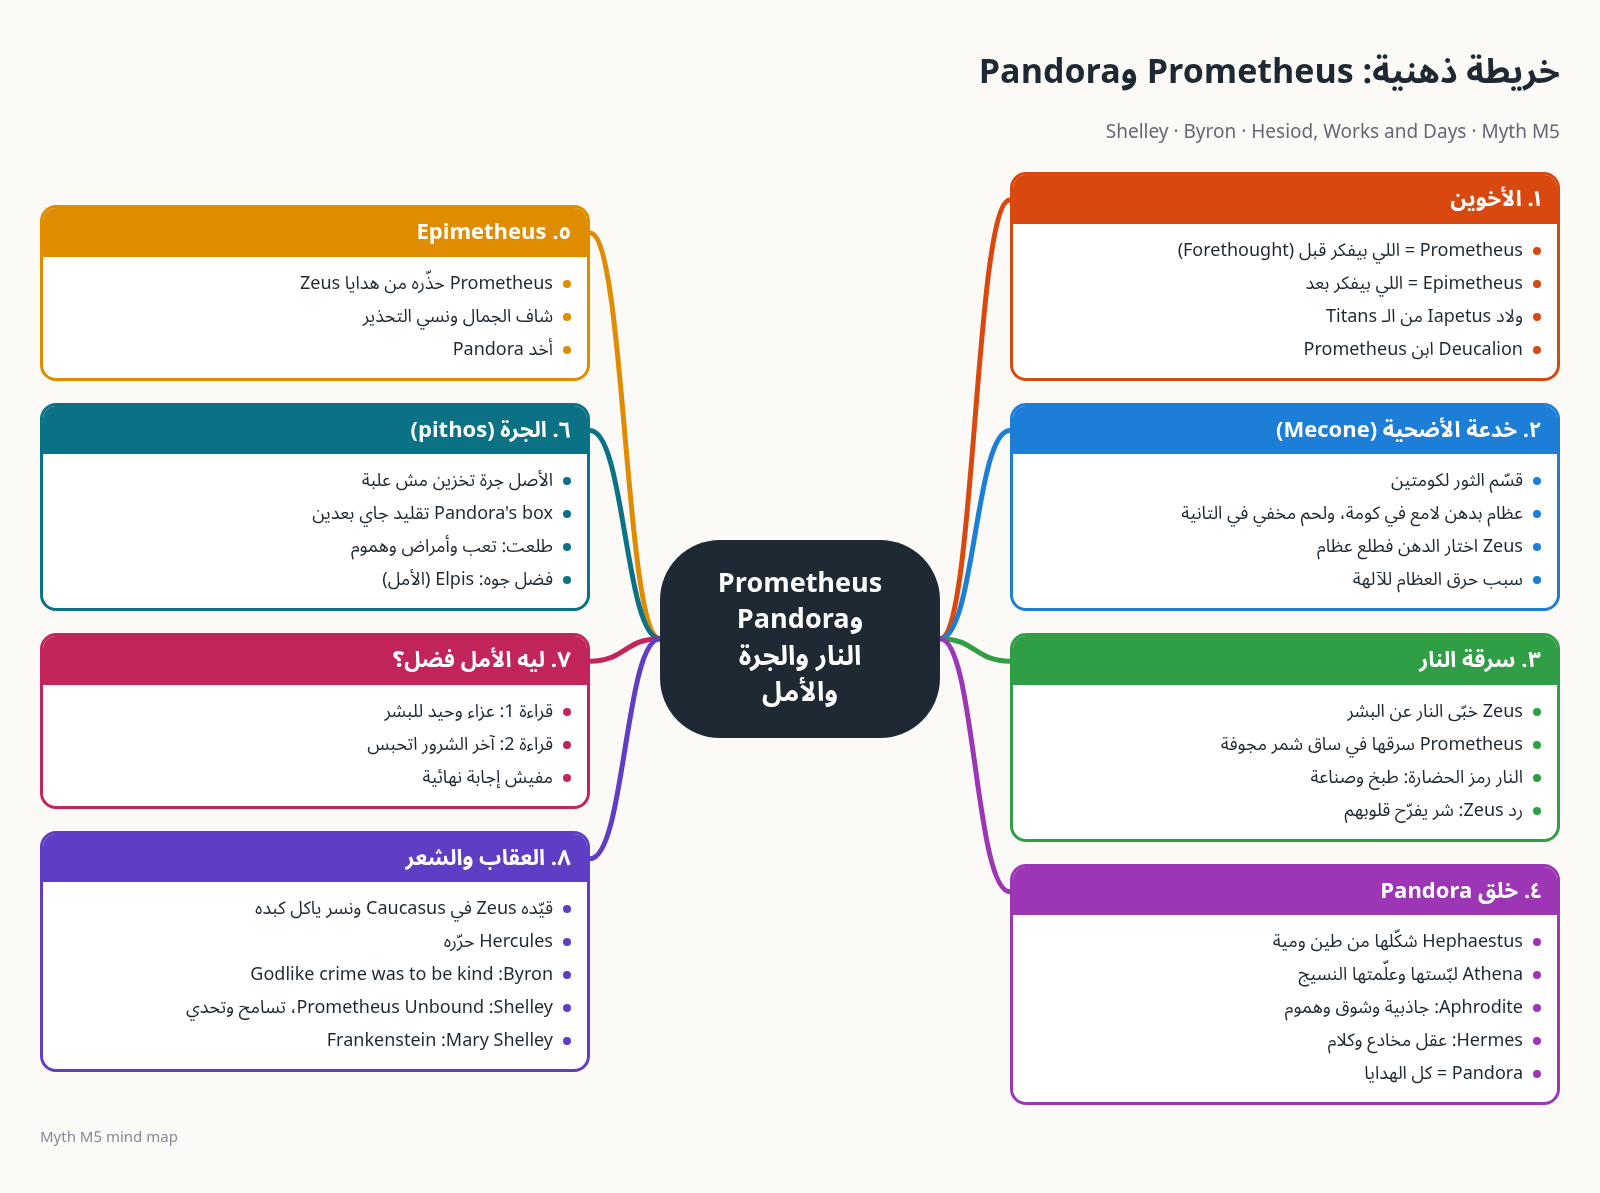 خريطة ذهنية: Prometheus وPandora
Shelley · Byron · Hesiod, Works and Days · Myth M5
١. الأخوين
Prometheus = اللي بيفكر قبل (Forethought)
Epimetheus = اللي بيفكر بعد
ولاد Iapetus من الـ Titans
Deucalion ابن Prometheus
٢. خدعة الأضحية (Mecone)
قسّم الثور لكومتين
عظام بدهن لامع في كومة، ولحم مخفي في التانية
Zeus اختار الدهن فطلع عظام
سبب حرق العظام للآلهة
٣. سرقة النار
Zeus خبّى النار عن البشر
Prometheus سرقها في ساق شمر مجوفة
النار رمز الحضارة: طبخ وصناعة
رد Zeus: شر يفرّح قلوبهم
٤. خلق Pandora
Hephaestus شكّلها من طين ومية
Athena لبّستها وعلّمتها النسيج
Aphrodite: جاذبية وشوق وهموم
Hermes: عقل مخادع وكلام
Pandora = كل الهدايا
Prometheus
وPandora
النار والجرة
والأمل
٥. Epimetheus
Prometheus حذّره من هدايا Zeus
شاف الجمال ونسي التحذير
أخد Pandora
٦. الجرة (pithos)
الأصل جرة تخزين مش علبة
Pandora's box تقليد جاي بعدين
طلعت: تعب وأمراض وهموم
فضل جوه: Elpis (الأمل)
٧. ليه الأمل فضل؟
قراءة 1: عزاء وحيد للبشر
قراءة 2: آخر الشرور اتحبس
مفيش إجابة نهائية
٨. العقاب والشعر
قيّده Zeus في Caucasus ونسر ياكل كبده
Hercules حرّره
Byron: Godlike crime was to be kind
Shelley: Prometheus Unbound، تسامح وتحدي
Mary Shelley: Frankenstein
Myth M5 mind map